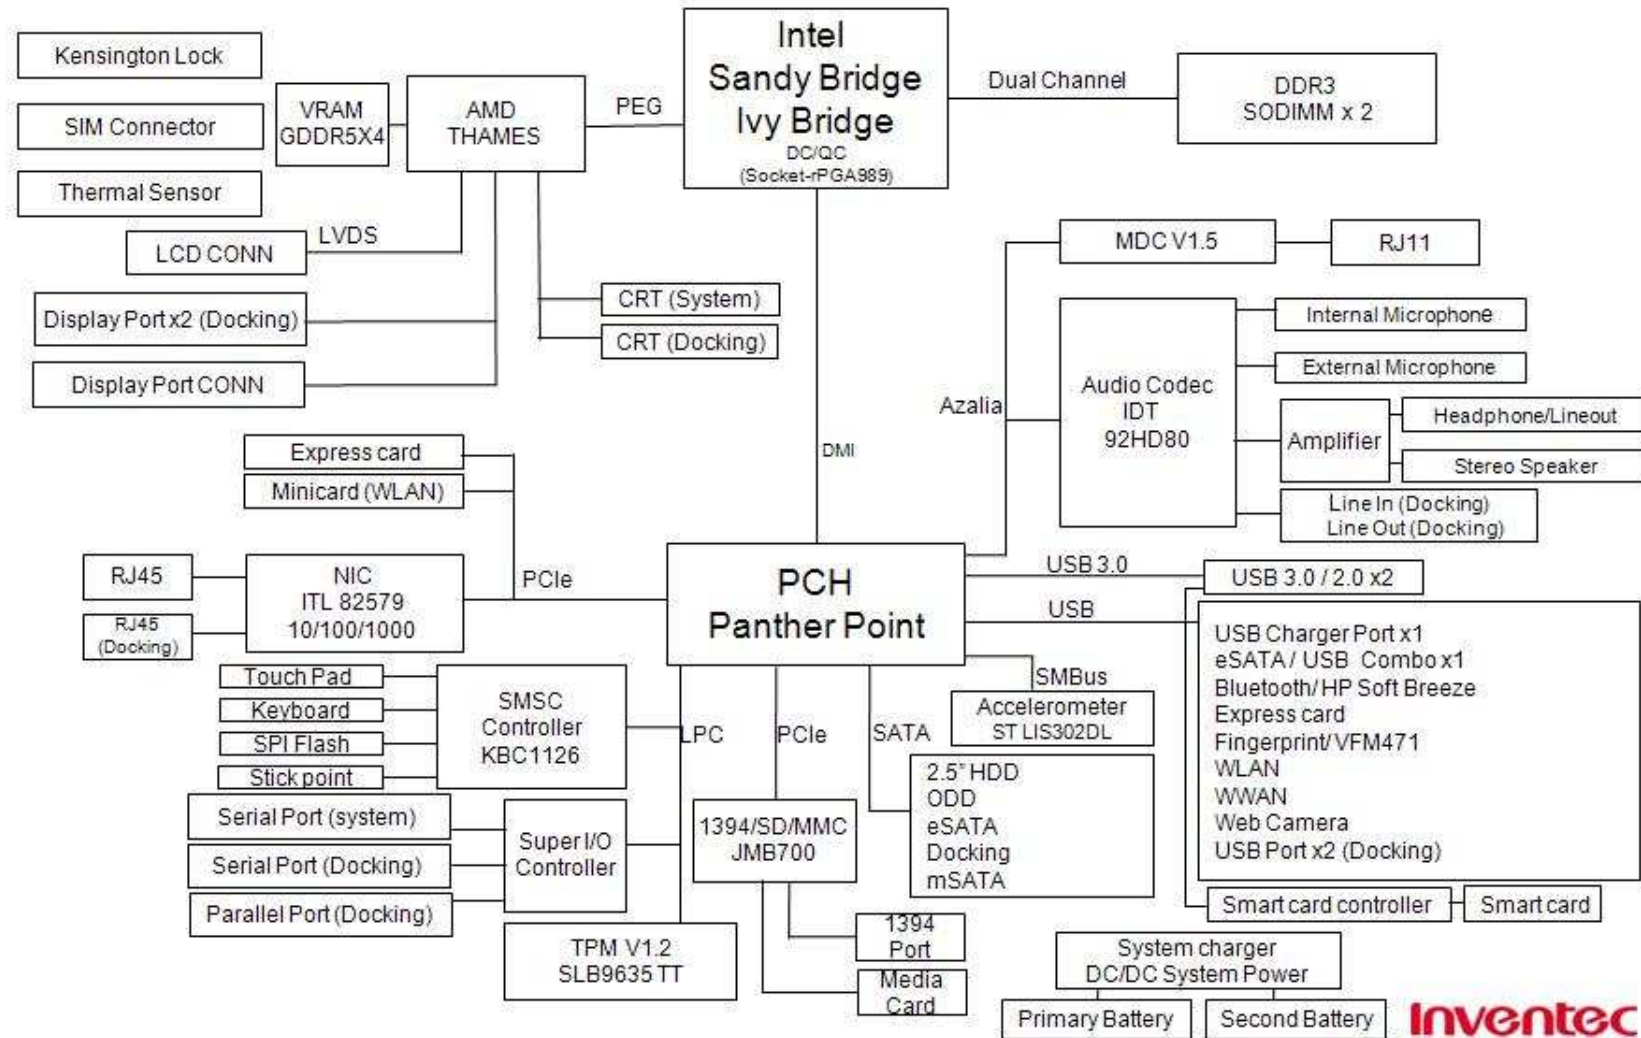 Intel
Sandy Bridge
Ivy Bridge
DC/QC
(Socket-rPGA989)
Kensington Lock
SIM Connector
Thermal Sensor
VRAM
GDDR5X4
AMD
THAMES
PEG
Dual Channel
DDR3
SODIMM x 2
LVDS
LCD CONN
Display Port x2 (Docking)
Display Port CONN
CRT (System)
CRT (Docking)
MDC V1.5
RJ11
Azalia
Audio Codec
IDT
92HD80
Internal Microphone
External Microphone
Amplifier
Headphone/Lineout
Stereo Speaker
Line In (Docking)
Line Out (Docking)
DMI
Express card
Minicard (WLAN)
RJ45
RJ45
(Docking)
NIC
ITL 82579
10/100/1000
PCIe
PCH
Panther Point
USB 3.0
USB 3.0 / 2.0 x2
USB
USB Charger Port x1
eSATA / USB Combo x1
Bluetooth/ HP Soft Breeze
Express card
Fingerprint/ VFM471
WLAN
WWAN
Web Camera
USB Port x2 (Docking)
SMBus
Accelerometer
ST LIS302DL
Touch Pad
Keyboard
SPI Flash
Stick point
SMSC
Controller
KBC1126
LPC
PCIe
SATA
2.5" HDD
ODD
eSATA
Docking
mSATA
Serial Port (system)
Serial Port (Docking)
Parallel Port (Docking)
Super I/O
Controller
1394/SD/MMC
JMB700
TPM V1.2
SLB9635 TT
1394
Port
Media
Card
Smart card controller
Smart card
System charger
DC/DC System Power
Primary Battery
Second Battery
Inventec